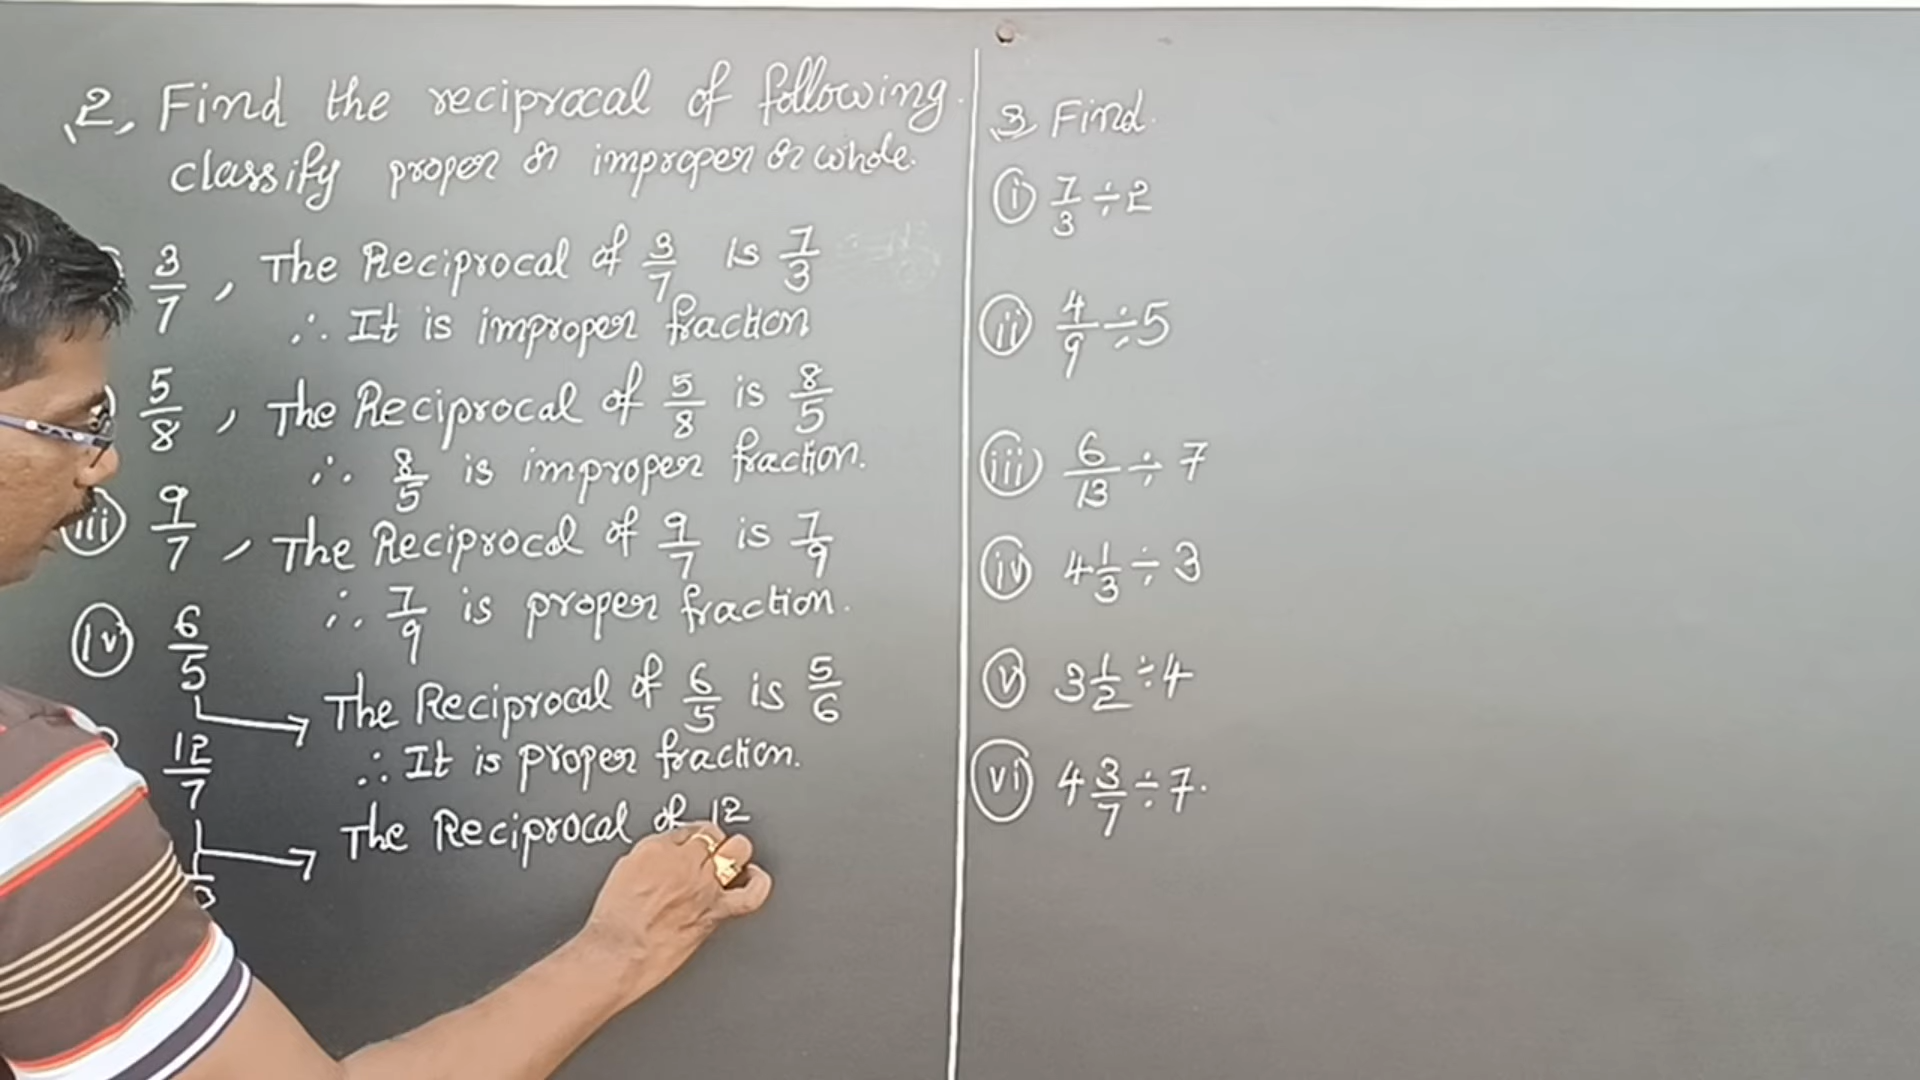 2, Find the reciprocal of following.
classify proper or improper or whole.
3/7, The Reciprocal of 3/7 is 7/3
∴ It is improper fraction
5/8, The Reciprocal of 5/8 is 8/5
∴ 8/5 is improper fraction.
(iii) 9/7, The Reciprocal of 9/7 is 7/9
∴ 7/9 is proper fraction.
(iv) 6/5
The Reciprocal of 6/5 is 5/6
∴ It is proper fraction.
12/7
The Reciprocal of 12
3 Find.
(i) 7/3 ÷ 2
(ii) 4/9 ÷ 5
(iii) 6/13 ÷ 7
(iv) 4 1/3 ÷ 3
(v) 3 1/2 ÷ 4
(vi) 4 3/7 ÷ 7.